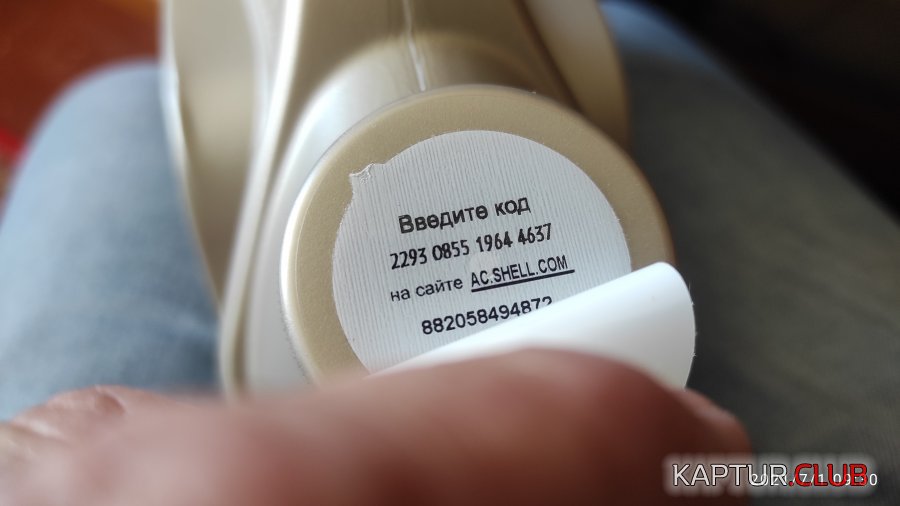 Введите код
2293 0855 1964 4637
на сайте AC.SHELL.COM
882058494872
KAPTUR.CLUB